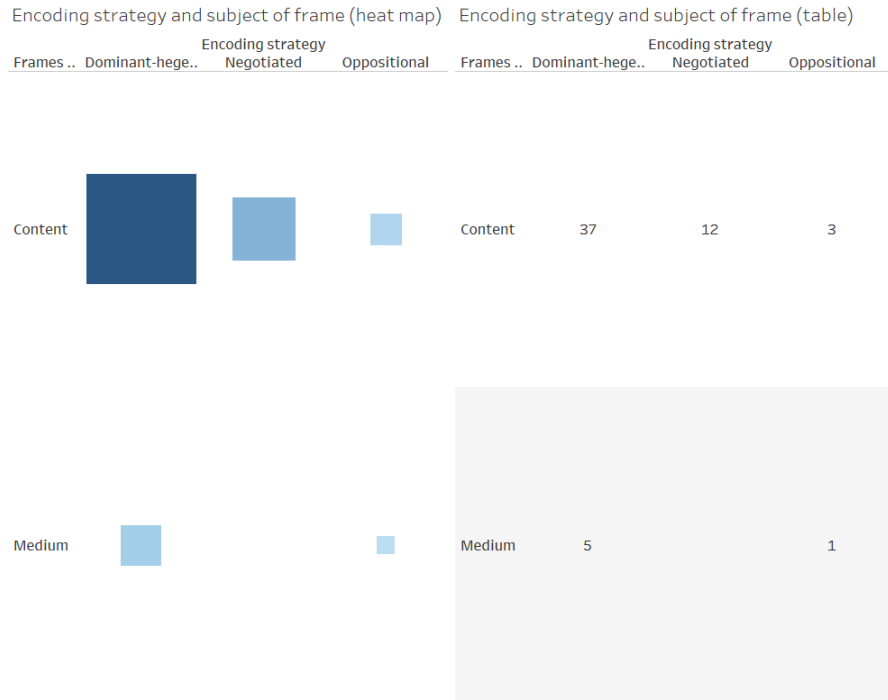 Encoding strategy and subject of frame (heat map)
Encoding strategy
Frames .. Dominant-hege.. Negotiated Oppositional
Content
Medium
Encoding strategy and subject of frame (table)
Encoding strategy
Frames .. Dominant-hege.. Negotiated Oppositional
Content 37 12 3
Medium 5 1